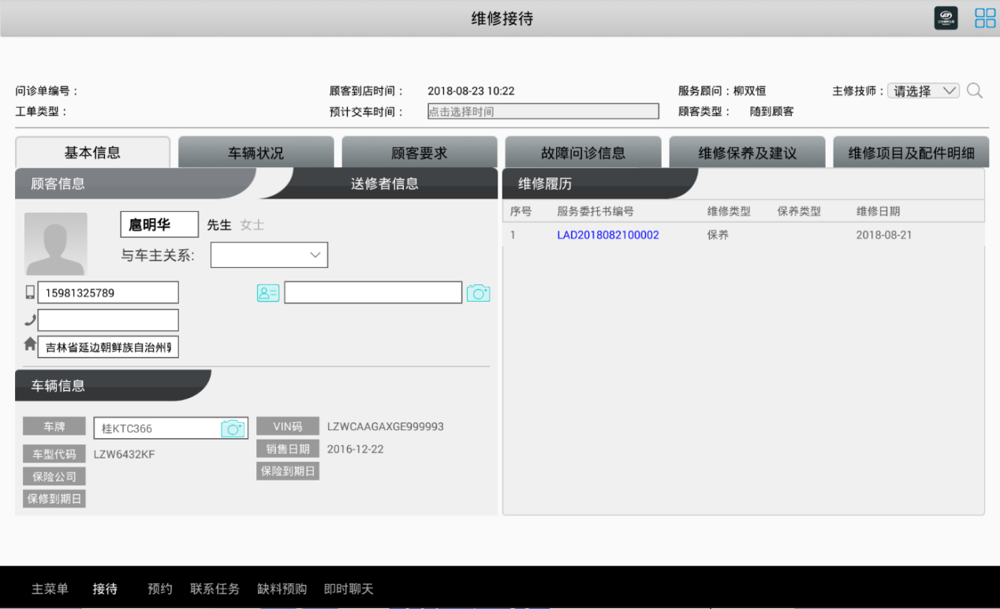 维修接待
问诊单编号：
顾客到店时间： 2018-08-23 10:22
服务顾问：柳双恒
主修技师： 请选择
工单类型：
预计交车时间： 点击选择时间
顾客类型： 随到顾客
基本信息
车辆状况
顾客要求
故障问诊信息
维修保养及建议
维修项目及配件明细
顾客信息
送修者信息
扈明华 先生 女士
与车主关系:
15981325789
吉林省延边朝鲜族自治州
车辆信息
车牌 桂KTC366
VIN码 LZWCAAGAXGE999993
车型代码 LZW6432KF
销售日期 2016-12-22
保险公司
保险到期日
保修到期日
维修履历
序号 服务委托书编号 维修类型 保养类型 维修日期
1 LAD2018082100002 保养 2018-08-21
主菜单 接待 预约 联系任务 缺料预购 即时聊天